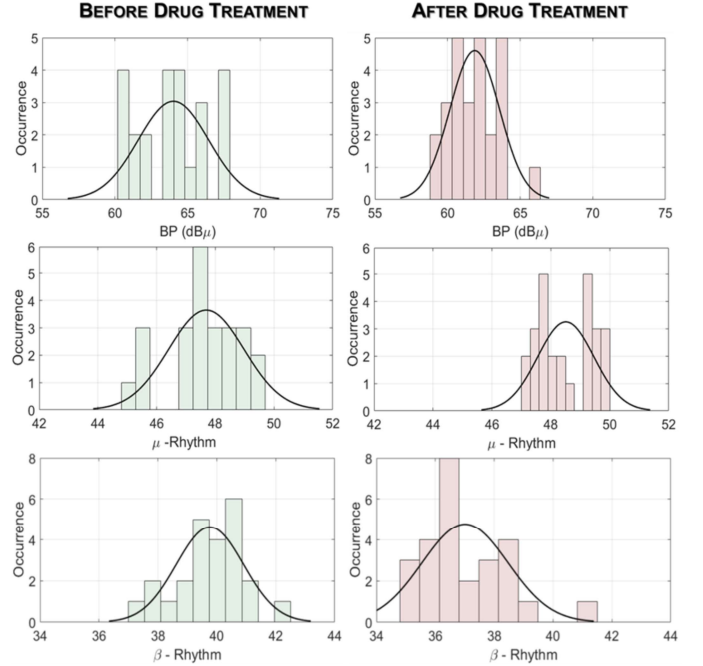 BEFORE DRUG TREATMENT
AFTER DRUG TREATMENT
5
4
3
2
1
0
Occurrence
55 60 65 70 75
BP (dBμ)
5
4
3
2
1
0
Occurrence
55 60 65 70 75
BP (dBμ)
6
5
4
3
2
1
0
Occurrence
42 44 46 48 50 52
μ -Rhythm
6
5
4
3
2
1
0
Occurrence
42 44 46 48 50 52
μ - Rhythm
8
6
4
2
0
Occurrence
34 36 38 40 42 44
β - Rhythm
8
6
4
2
0
Occurrence
34 36 38 40 42 44
β - Rhythm